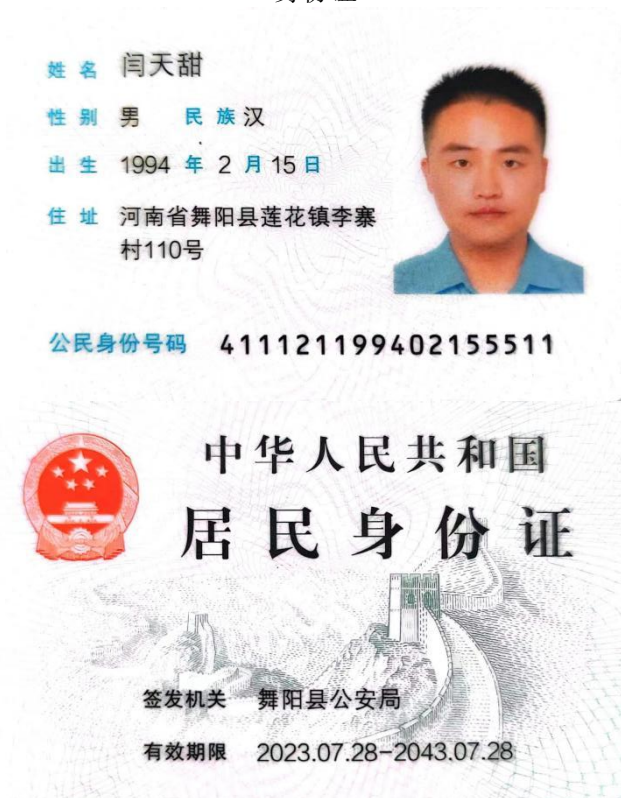 姓名 闫天甜
性别 男 民族 汉
出生 1994 年 2 月 15 日
住址 河南省舞阳县莲花镇李寨
村110号
公民身份号码 411121199402155511
中华人民共和国
居民身份证
签发机关 舞阳县公安局
有效期限 2023.07.28-2043.07.28